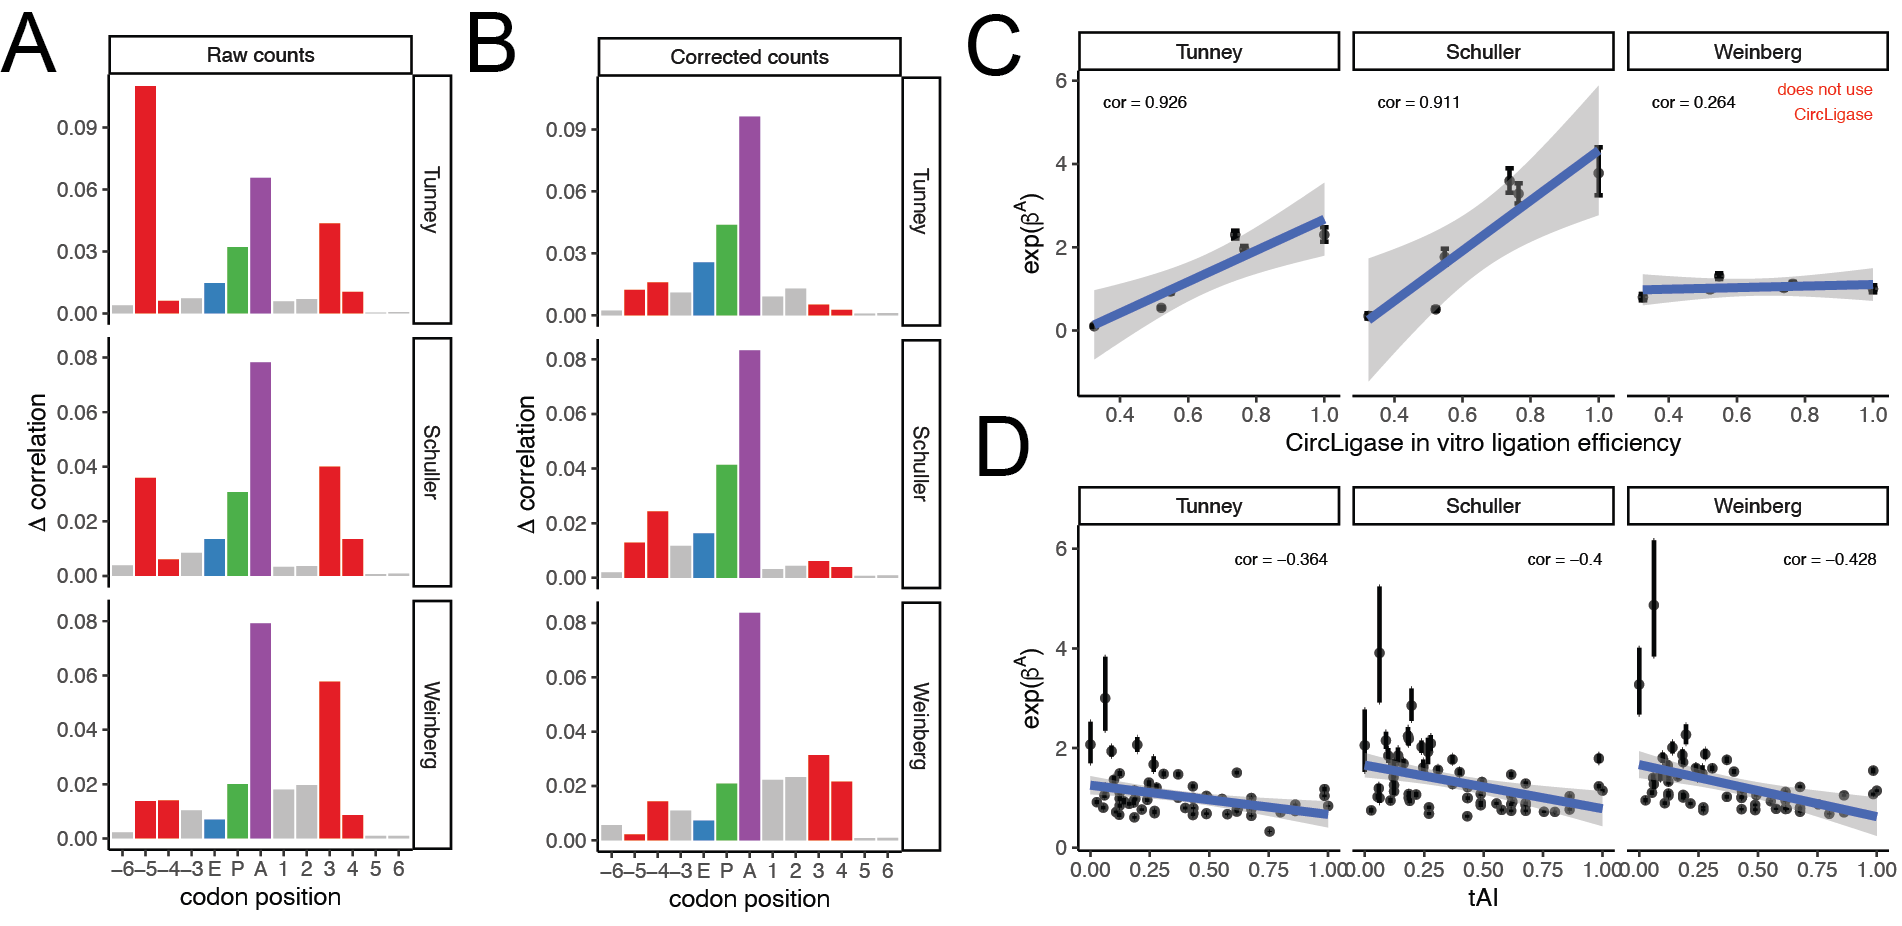 A
Raw counts
0.09
0.06
0.03
0.00
Tunney
0.08
0.06
0.04
0.02
0.00
Schuller
0.08
0.06
0.04
0.02
0.00
Weinberg
Δ correlation
−6 −5 −4 −3 E P A 1 2 3 4 5 6
codon position
B
Corrected counts
0.09
0.06
0.03
0.00
Tunney
0.08
0.06
0.04
0.02
0.00
Schuller
0.08
0.06
0.04
0.02
0.00
Weinberg
Δ correlation
−6 −5 −4 −3 E P A 1 2 3 4 5 6
codon position
C
Tunney Schuller Weinberg
6
4
2
0
exp(β^A)
cor = 0.926
cor = 0.911
cor = 0.264
does not use
CircLigase
0.4 0.6 0.8 1.0 0.4 0.6 0.8 1.0 0.4 0.6 0.8 1.0
CircLigase in vitro ligation efficiency
D
Tunney Schuller Weinberg
6
4
2
0
exp(β^A)
cor = −0.364
cor = −0.4
cor = −0.428
0.00 0.25 0.50 0.75 1.00 0.00 0.25 0.50 0.75 1.00 0.00 0.25 0.50 0.75 1.00
tAI